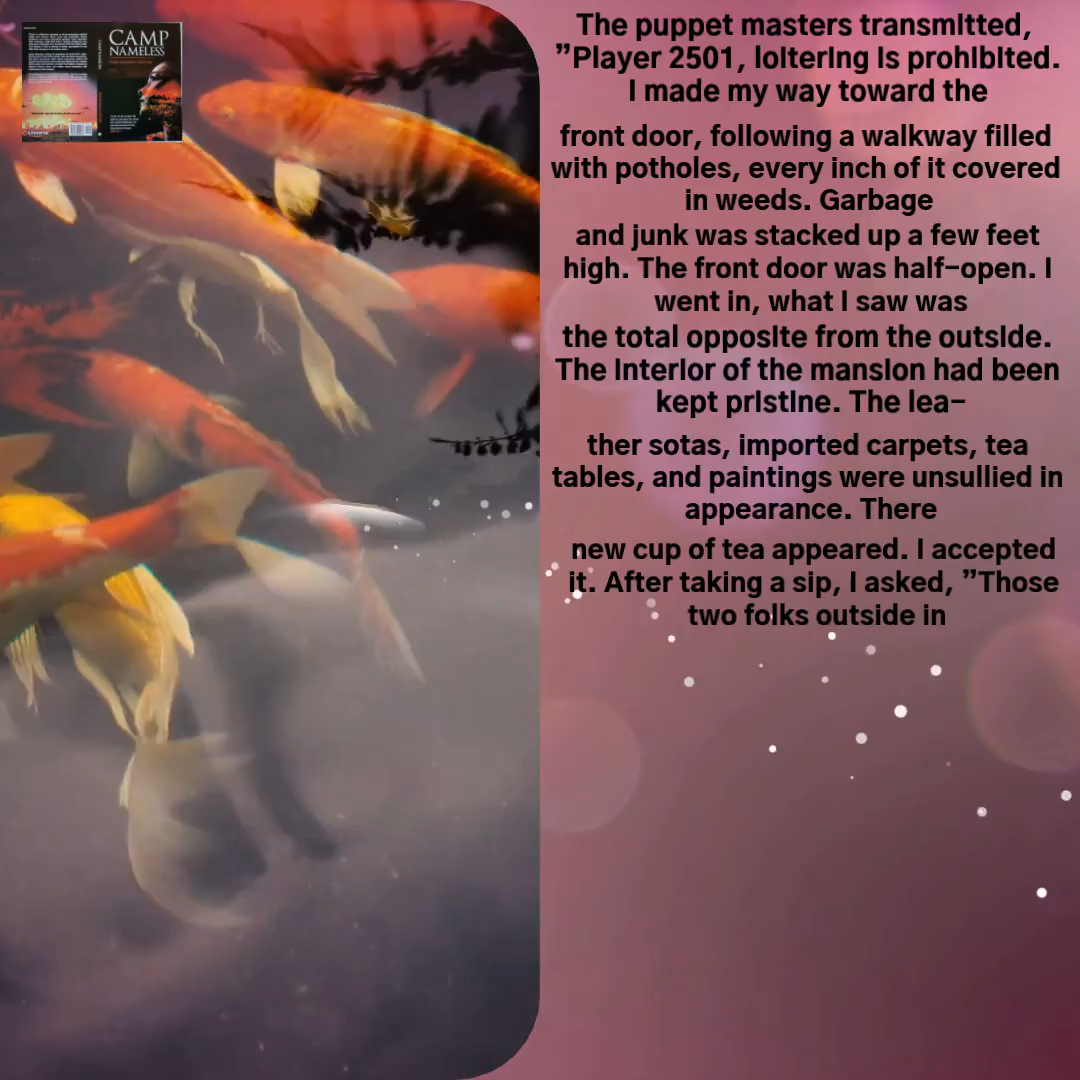 CAMP
NAMELESS
The puppet masters transmItted,
”Player 2501, loIterIng Is prohIbIted.
I made my way toward the
front door, following a walkway filled
with potholes, every inch of it covered
in weeds. Garbage
and junk was stacked up a few feet
high. The front door was half-open. I
went in, what I saw was
the total opposIte from the outsIde.
The InterIor of the mansIon had been
kept prIstIne. The lea-
ther sotas, imported carpets, tea
tables, and paintings were unsullied in
appearance. There
new cup of tea appeared. I accepted
it. After taking a sip, I asked, ”Those
two folks outside in